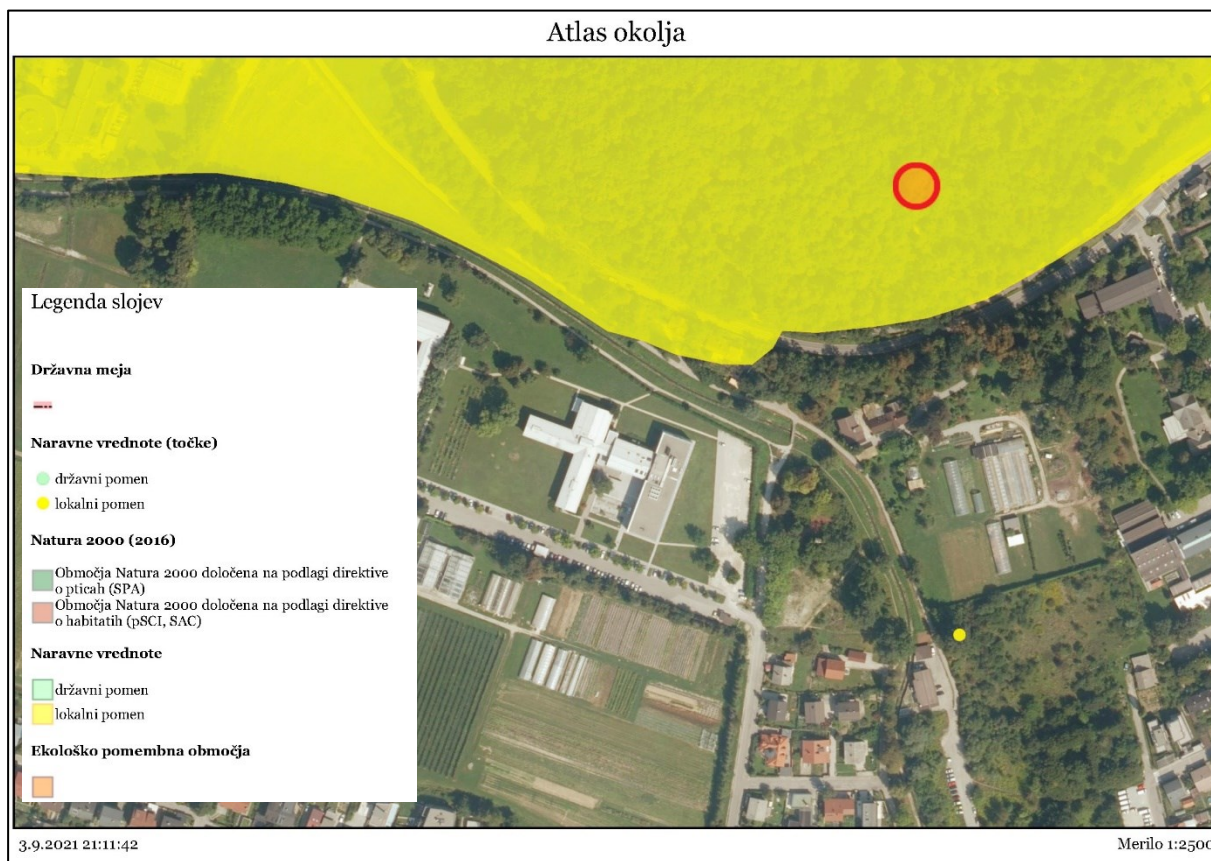 Atlas okolja
Legenda slojev
Državna meja
Naravne vrednote (točke)
državni pomen
lokalni pomen
Natura 2000 (2016)
Območja Natura 2000 določena na podlagi direktive
o pticah (SPA)
Območja Natura 2000 določena na podlagi direktive
o habitatih (pSCI, SAC)
Naravne vrednote
državni pomen
lokalni pomen
Ekološko pomembna območja
3.9.2021 21:11:42
Merilo 1:2500